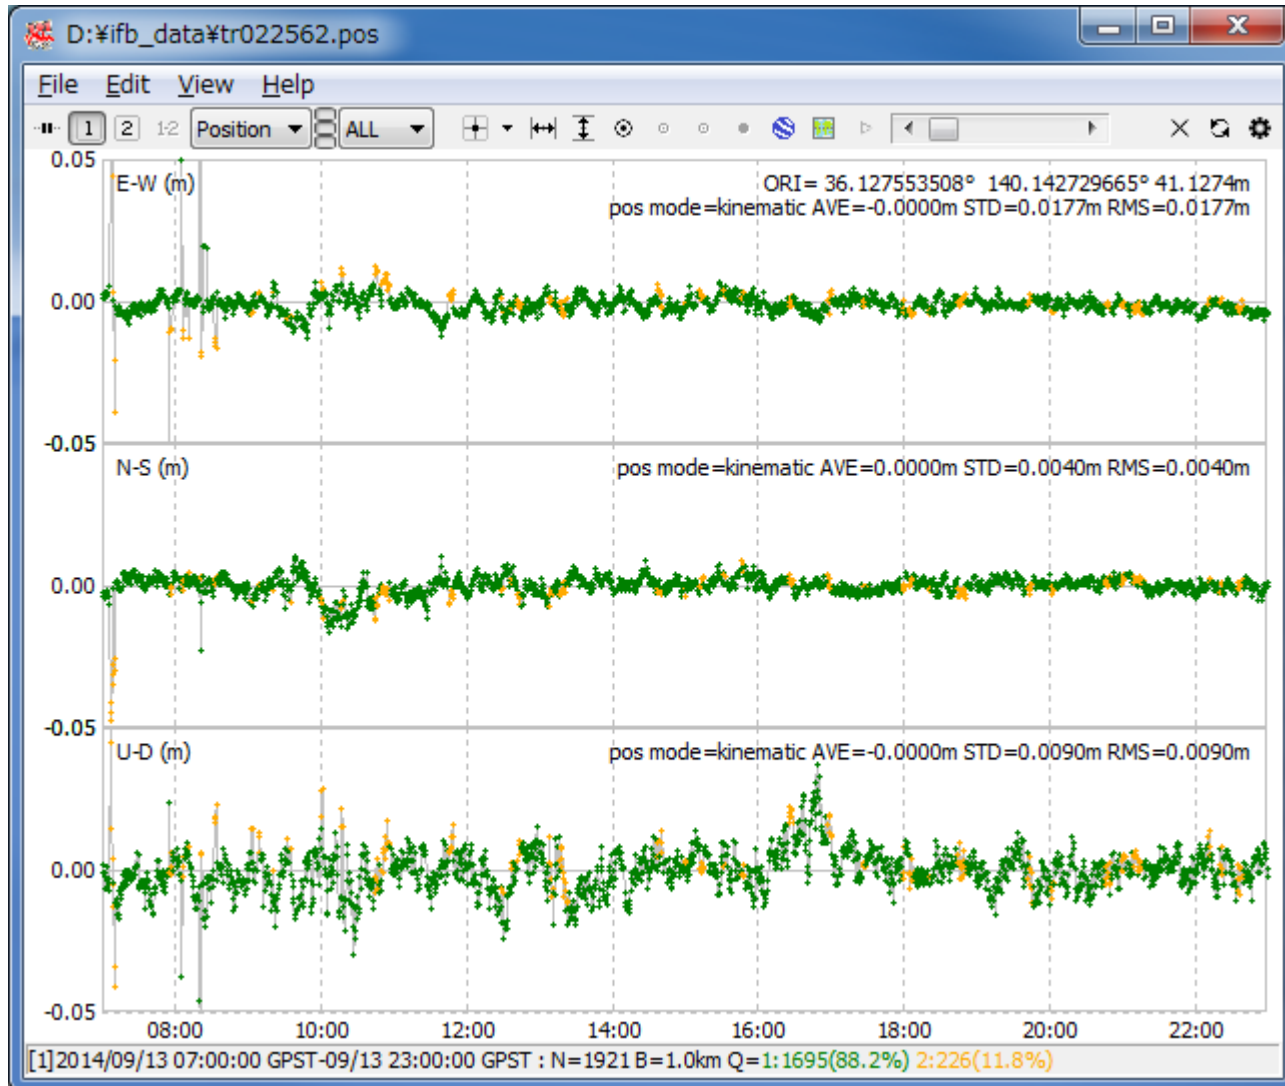 D:¥ifb_data¥tr022562.pos
File Edit View Help
1 2 1-2 Position ALL
0.05
E-W (m)
ORI= 36.127553508° 140.142729665° 41.1274m
pos mode=kinematic AVE=-0.0000m STD=0.0177m RMS=0.0177m
0.00
-0.05
N-S (m)
pos mode=kinematic AVE=0.0000m STD=0.0040m RMS=0.0040m
0.00
-0.05
U-D (m)
pos mode=kinematic AVE=-0.0000m STD=0.0090m RMS=0.0090m
0.00
-0.05
08:00 10:00 12:00 14:00 16:00 18:00 20:00 22:00
[1]2014/09/13 07:00:00 GPST-09/13 23:00:00 GPST : N=1921 B=1.0km Q=1:1695(88.2%) 2:226(11.8%)